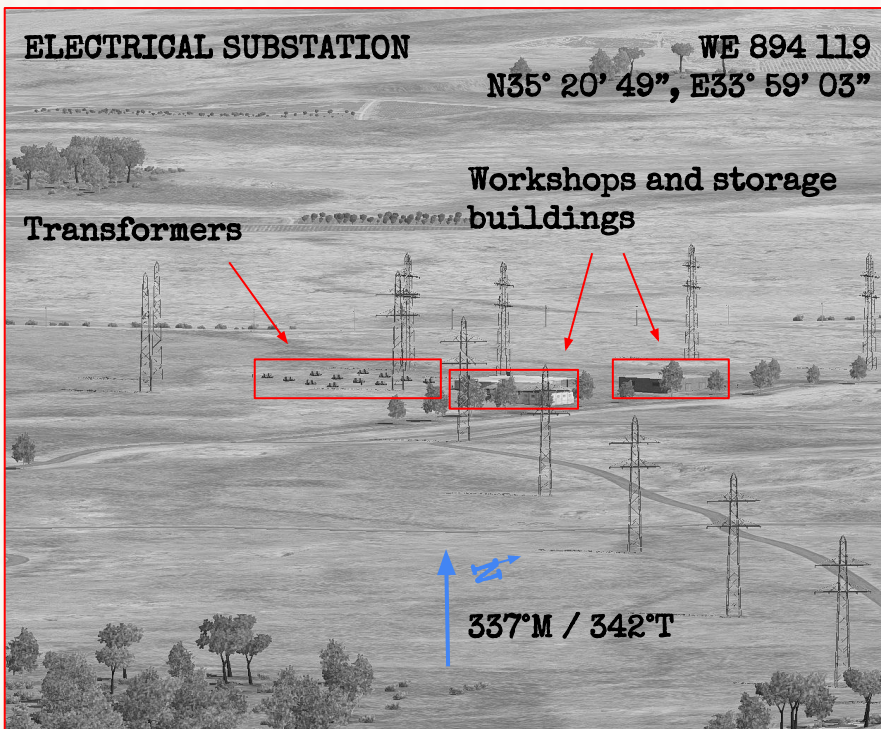 ELECTRICAL SUBSTATION
WE 894 119
N35° 20’ 49”, E33° 59’ 03”
Workshops and storage
buildings
Transformers
N
337°M / 342°T